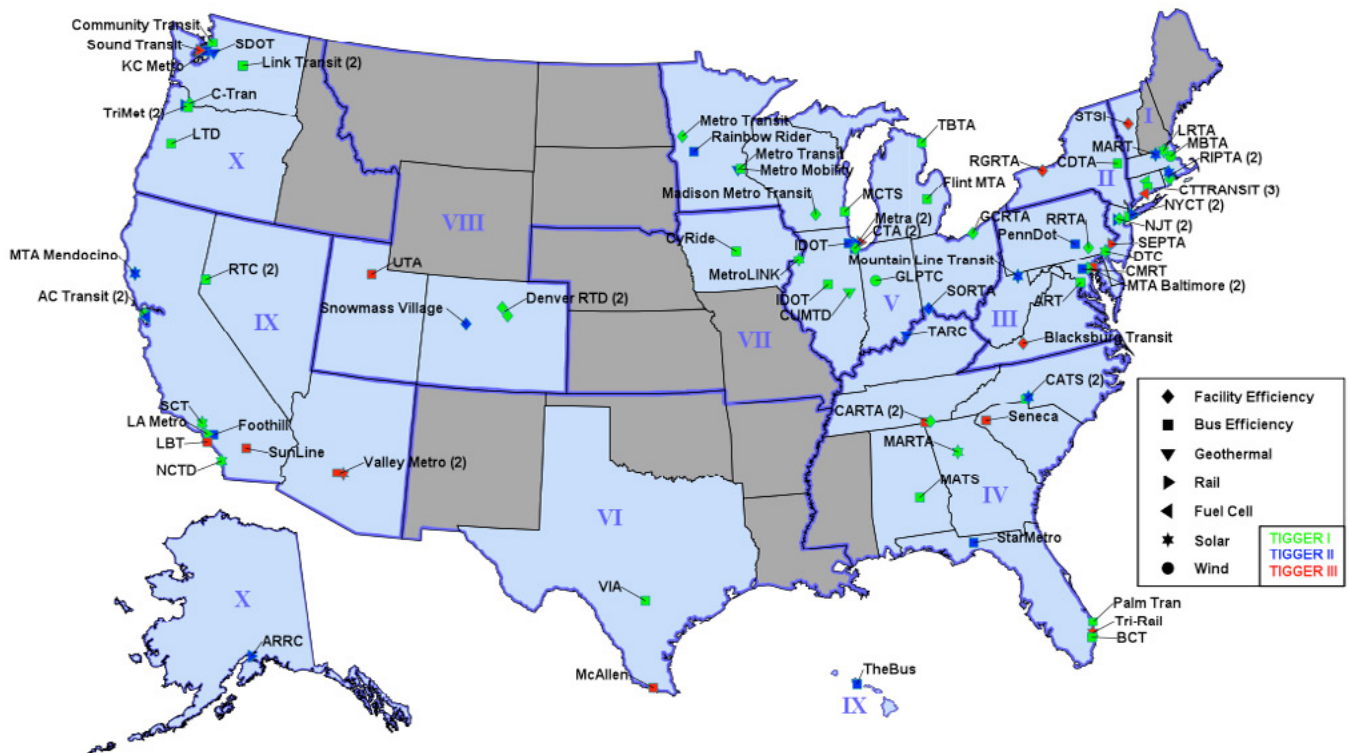 Community Transit
Sound Transit
SDOT
KC Metro
Link Transit (2)
C-Tran
TriMet (2)
LTD
X
MTA Mendocino
AC Transit (2)
RTC (2)
IX
SCT
LA Metro
Foothill
LBT
SunLine
NCTD
Valley Metro (2)
UTA
VIII
Snowmass Village
Denver RTD (2)
Metro Transit
Rainbow Rider
Metro Transit
Metro Mobility
Madison Metro Transit
TBTA
MCTS
Flint MTA
Metra (2)
CTA (2)
IDOT
CyRide
MetroLINK
IDOT
CUMTD
GLPTC
V
VII
GCRTA
Mountain Line Transit
SORTA
TARC
STSI
I
LRTA
MART
MBTA
RGRTA
CDTA
RIPTA (2)
II
CTTRANSIT (3)
NYCT (2)
RRTA
NJT (2)
PennDot
SEPTA
DTC
CMRT
MTA Baltimore (2)
ART
III
Blacksburg Transit
CATS (2)
CARTA (2)
Seneca
MARTA
MATS
IV
StarMetro
VI
VIA
McAllen
Palm Tran
Tri-Rail
BCT
X
ARRC
TheBus
IX
Facility Efficiency
Bus Efficiency
Geothermal
Rail
Fuel Cell
Solar
Wind
TIGGER I
TIGGER II
TIGGER III